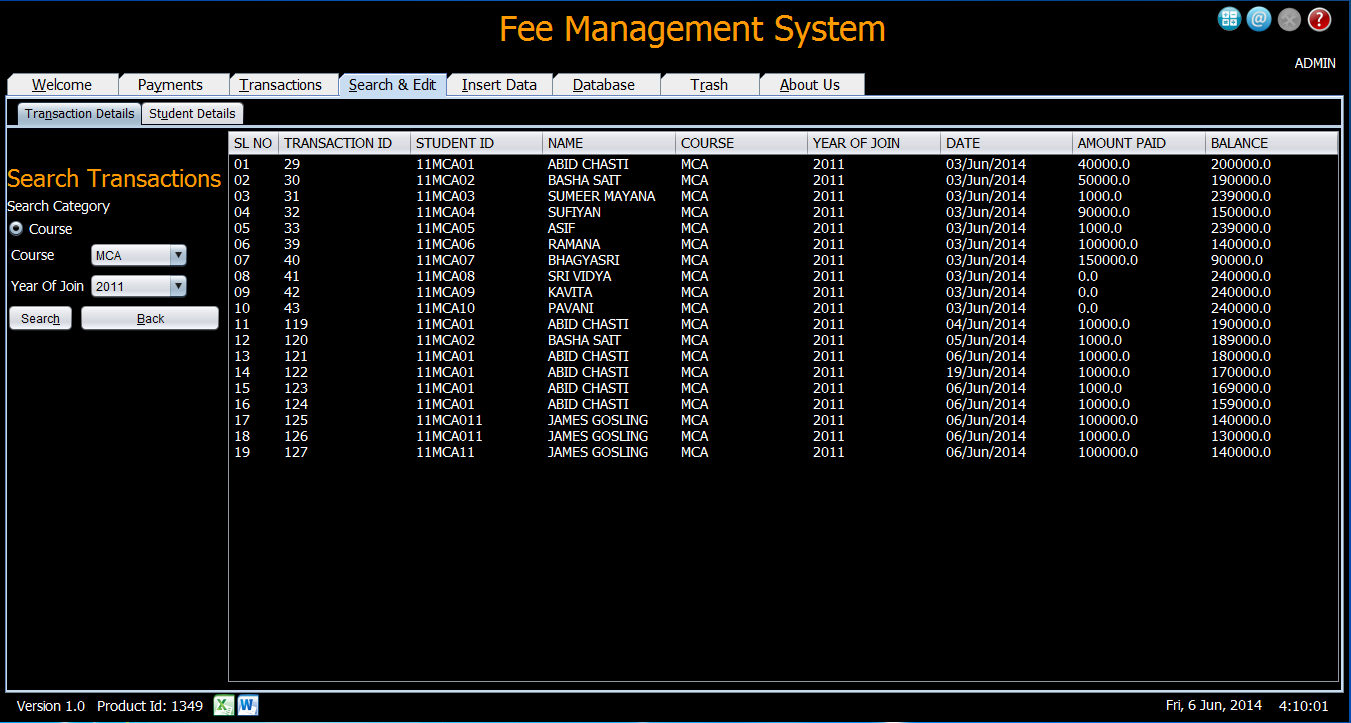 Fee Management System
@ ?
ADMIN
Welcome Payments Transactions Search & Edit Insert Data Database Trash About Us
Transaction Details Student Details
Search Transactions
Search Category
Course
Course MCA
Year Of Join 2011
Search Back
SL NO TRANSACTION ID STUDENT ID NAME COURSE YEAR OF JOIN DATE AMOUNT PAID BALANCE
01 29 11MCA01 ABID CHASTI MCA 2011 03/Jun/2014 40000.0 200000.0
02 30 11MCA02 BASHA SAIT MCA 2011 03/Jun/2014 50000.0 190000.0
03 31 11MCA03 SUMEER MAYANA MCA 2011 03/Jun/2014 1000.0 239000.0
04 32 11MCA04 SUFIYAN MCA 2011 03/Jun/2014 90000.0 150000.0
05 33 11MCA05 ASIF MCA 2011 03/Jun/2014 1000.0 239000.0
06 39 11MCA06 RAMANA MCA 2011 03/Jun/2014 100000.0 140000.0
07 40 11MCA07 BHAGYASRI MCA 2011 03/Jun/2014 150000.0 90000.0
08 41 11MCA08 SRI VIDYA MCA 2011 03/Jun/2014 0.0 240000.0
09 42 11MCA09 KAVITA MCA 2011 03/Jun/2014 0.0 240000.0
10 43 11MCA10 PAVANI MCA 2011 03/Jun/2014 0.0 240000.0
11 119 11MCA01 ABID CHASTI MCA 2011 04/Jun/2014 10000.0 190000.0
12 120 11MCA02 BASHA SAIT MCA 2011 05/Jun/2014 1000.0 189000.0
13 121 11MCA01 ABID CHASTI MCA 2011 06/Jun/2014 10000.0 180000.0
14 122 11MCA01 ABID CHASTI MCA 2011 19/Jun/2014 10000.0 170000.0
15 123 11MCA01 ABID CHASTI MCA 2011 06/Jun/2014 1000.0 169000.0
16 124 11MCA01 ABID CHASTI MCA 2011 06/Jun/2014 10000.0 159000.0
17 125 11MCA011 JAMES GOSLING MCA 2011 06/Jun/2014 100000.0 140000.0
18 126 11MCA011 JAMES GOSLING MCA 2011 06/Jun/2014 10000.0 130000.0
19 127 11MCA11 JAMES GOSLING MCA 2011 06/Jun/2014 100000.0 140000.0
Version 1.0 Product Id: 1349 X W Fri, 6 Jun, 2014 4:10:01